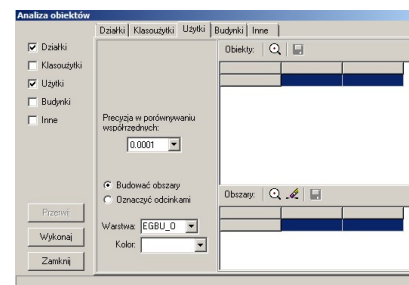 Analiza obiektów
Działki Klasoużytki Użytki Budynki Inne
Działki
Klasoużytki
Użytki
Budynki
Inne
Obiekty:
Precyzja w porównywaniu
współrzędnych:
0.0001
Budować obszary
Oznaczyć odcinkami
Obszary:
Warstwa: EGBU_O
Kolor:
Przerwij
Wykonaj
Zamknij